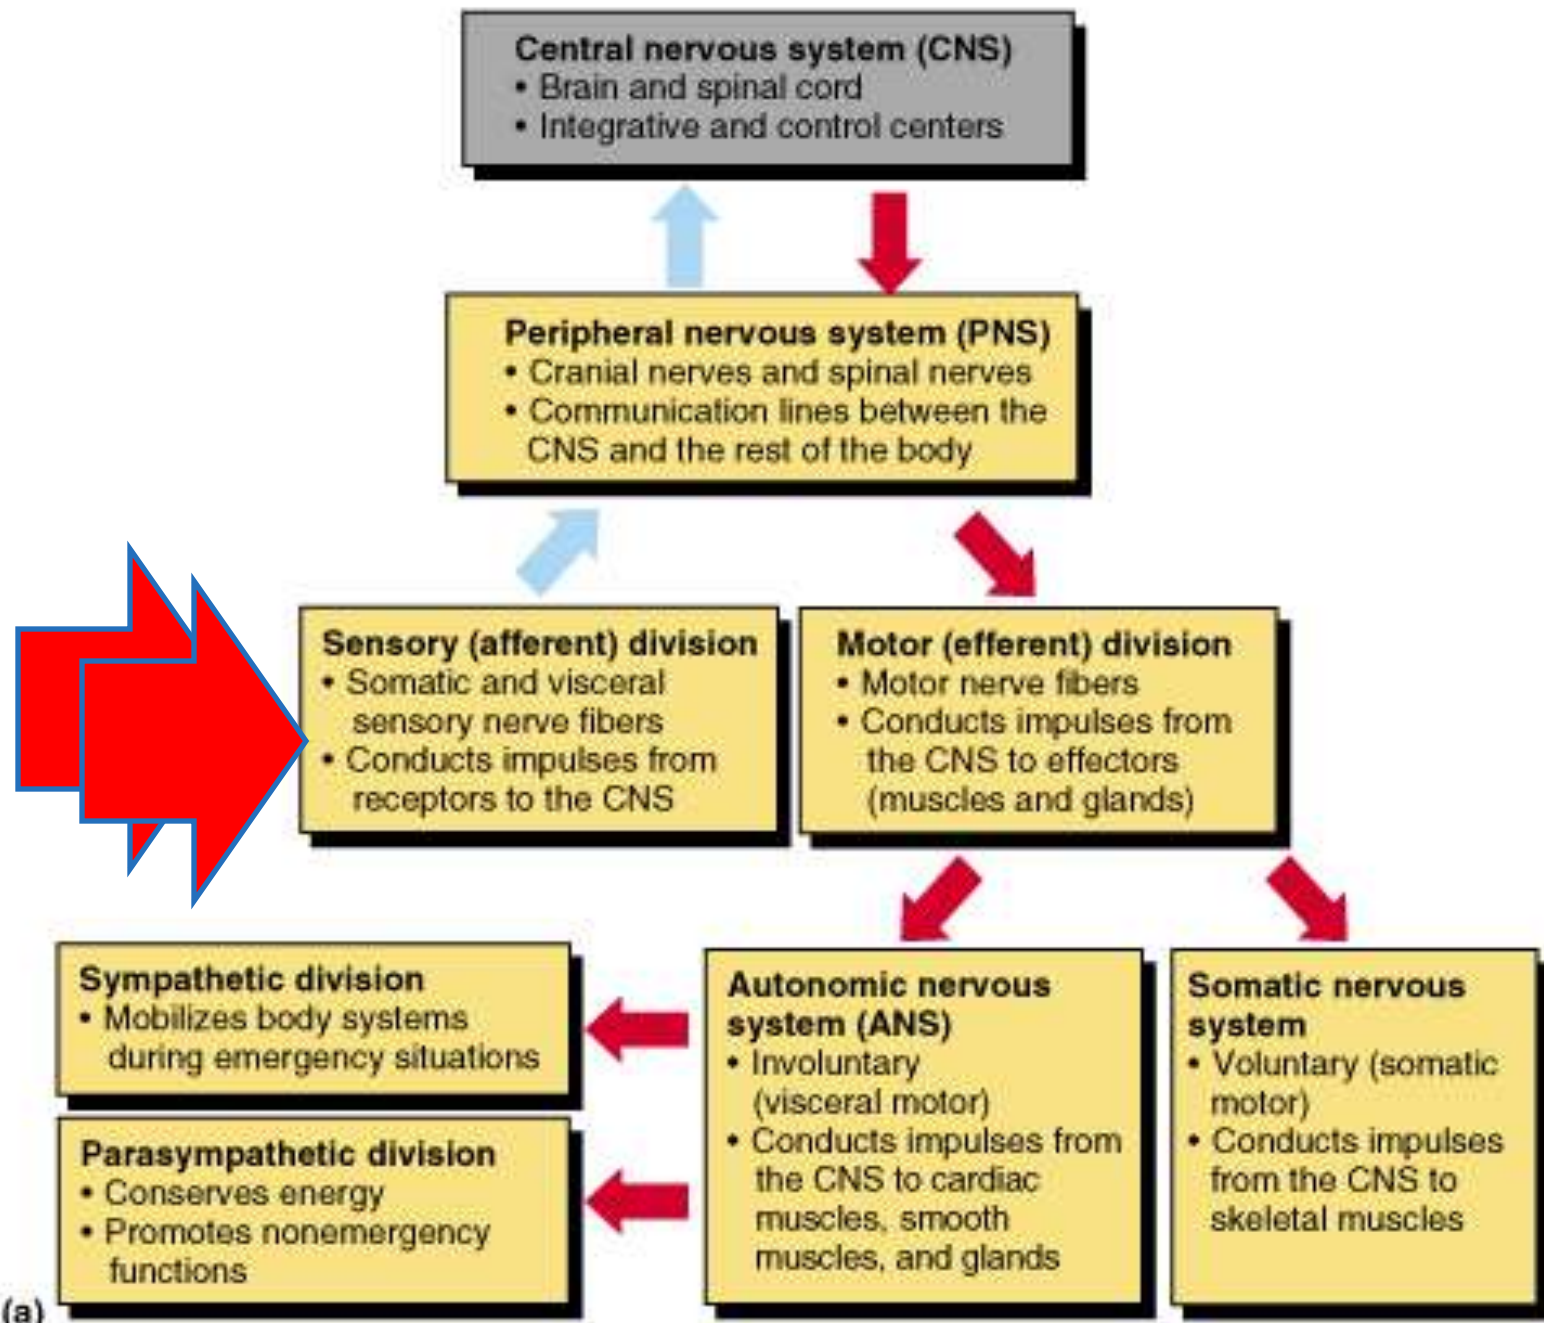 Central nervous system (CNS)
• Brain and spinal cord
• Integrative and control centers
Peripheral nervous system (PNS)
• Cranial nerves and spinal nerves
• Communication lines between the
CNS and the rest of the body
Sensory (afferent) division
• Somatic and visceral
sensory nerve fibers
• Conducts impulses from
receptors to the CNS
Motor (efferent) division
• Motor nerve fibers
• Conducts impulses from
the CNS to effectors
(muscles and glands)
Sympathetic division
• Mobilizes body systems
during emergency situations
Parasympathetic division
• Conserves energy
• Promotes nonemergency
functions
Autonomic nervous
system (ANS)
• Involuntary
(visceral motor)
• Conducts impulses from
the CNS to cardiac
muscles, smooth
muscles, and glands
Somatic nervous
system
• Voluntary (somatic
motor)
• Conducts impulses
from the CNS to
skeletal muscles
(a)